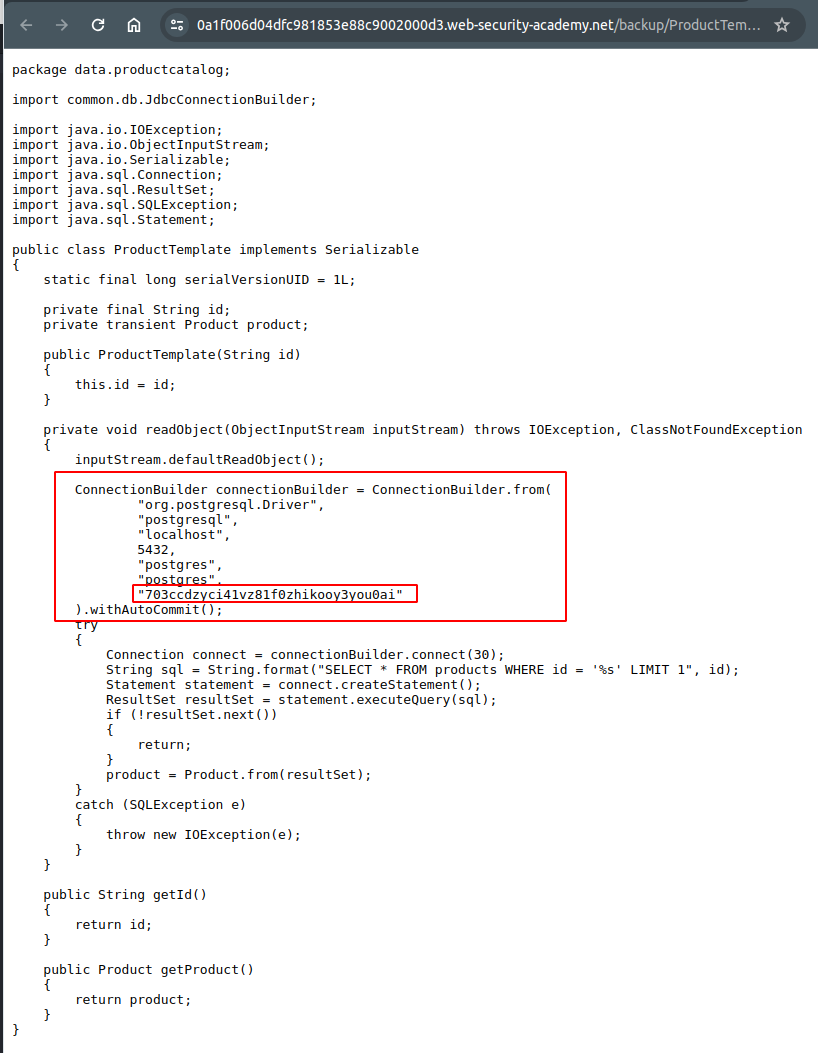 0a1f006d04dfc981853e88c9002000d3.web-security-academy.net/backup/ProductTem...
package data.productcatalog;

import common.db.JdbcConnectionBuilder;

import java.io.IOException;
import java.io.ObjectInputStream;
import java.io.Serializable;
import java.sql.Connection;
import java.sql.ResultSet;
import java.sql.SQLException;
import java.sql.Statement;

public class ProductTemplate implements Serializable
{
    static final long serialVersionUID = 1L;

    private final String id;
    private transient Product product;

    public ProductTemplate(String id)
    {
        this.id = id;
    }

    private void readObject(ObjectInputStream inputStream) throws IOException, ClassNotFoundException
    {
        inputStream.defaultReadObject();

        ConnectionBuilder connectionBuilder = ConnectionBuilder.from(
                "org.postgresql.Driver",
                "postgresql",
                "localhost",
                5432,
                "postgres",
                "postgres",
                "703ccdzyci41vz81f0zhikooy3you0ai"
        ).withAutoCommit();
        try
        {
            Connection connect = connectionBuilder.connect(30);
            String sql = String.format("SELECT * FROM products WHERE id = '%s' LIMIT 1", id);
            Statement statement = connect.createStatement();
            ResultSet resultSet = statement.executeQuery(sql);
            if (!resultSet.next())
            {
                return;
            }
            product = Product.from(resultSet);
        }
        catch (SQLException e)
        {
            throw new IOException(e);
        }
    }

    public String getId()
    {
        return id;
    }

    public Product getProduct()
    {
        return product;
    }
}